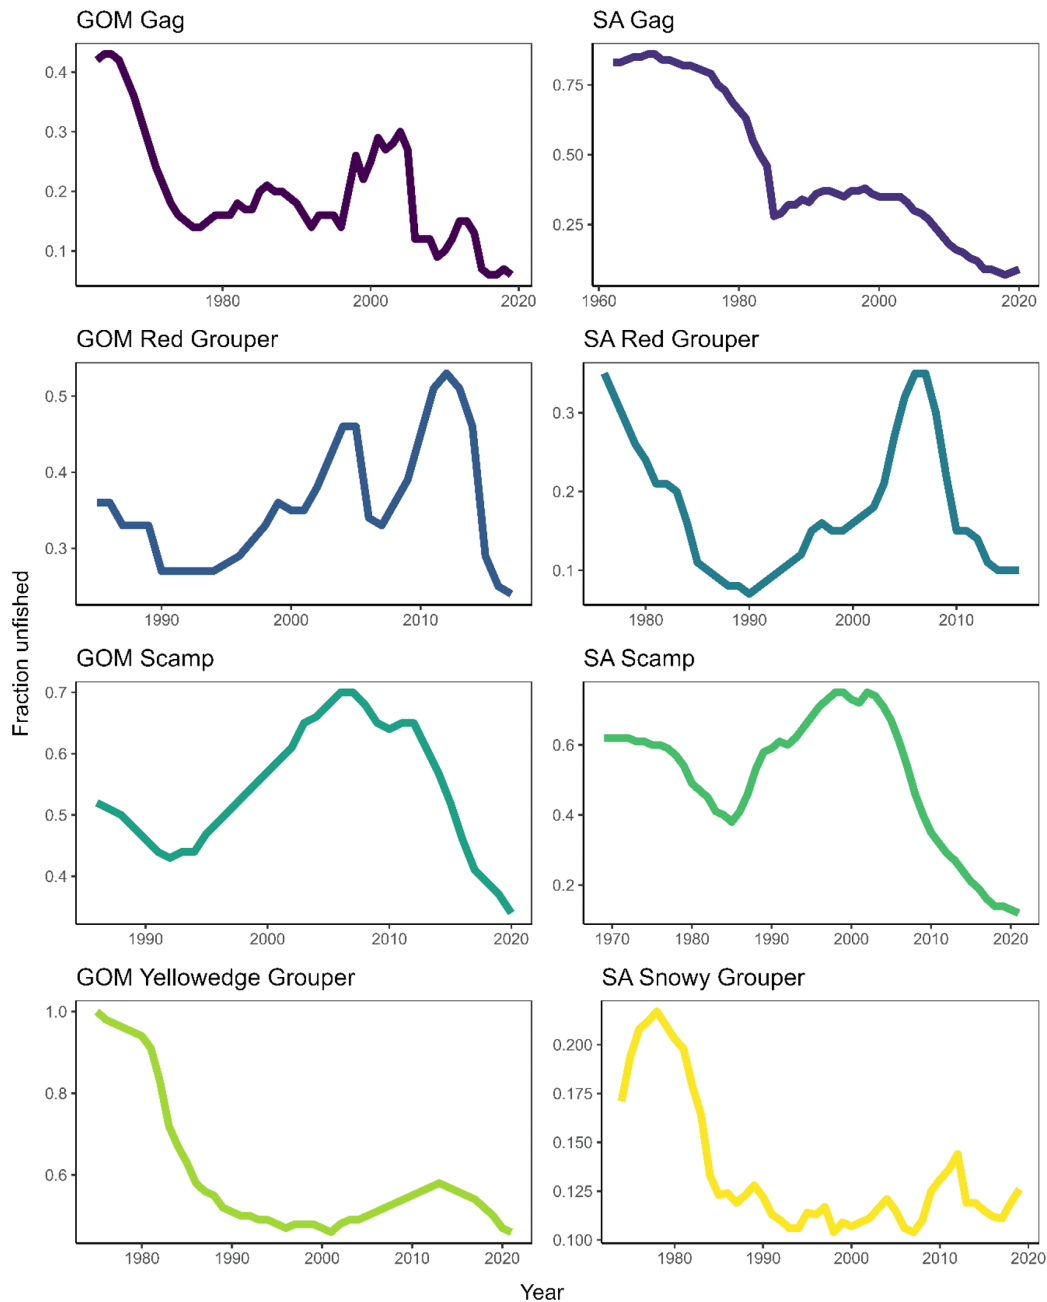 GOM Gag
0.4
0.3
0.2
0.1
1980 2000 2020
SA Gag
0.75
0.50
0.25
1960 1980 2000 2020
GOM Red Grouper
0.5
0.4
0.3
1990 2000 2010
SA Red Grouper
0.3
0.2
0.1
1980 1990 2000 2010
Fraction unfished
GOM Scamp
0.7
0.6
0.5
0.4
1990 2000 2010 2020
SA Scamp
0.6
0.4
0.2
1970 1980 1990 2000 2010 2020
GOM Yellowedge Grouper
1.0
0.8
0.6
1980 1990 2000 2010 2020
SA Snowy Grouper
0.200
0.175
0.150
0.125
0.100
1980 1990 2000 2010 2020
Year